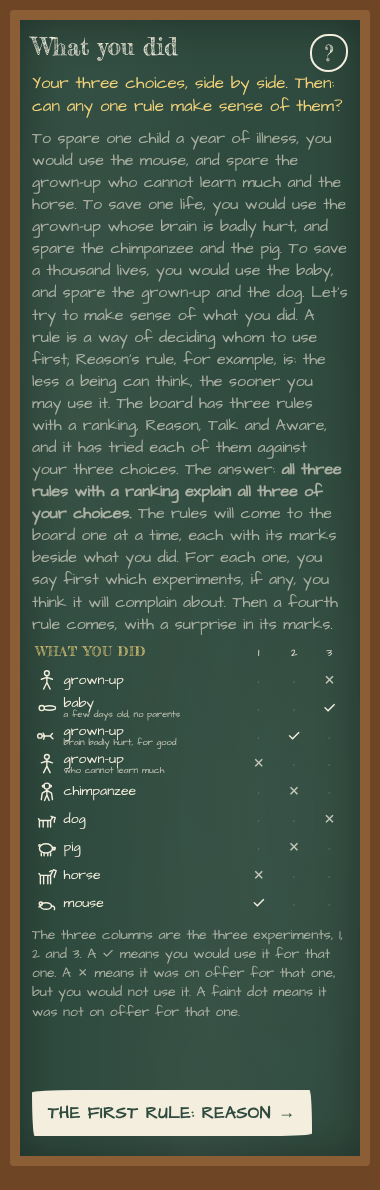 What you did
?
Your three choices, side by side. Then:
can any one rule make sense of them?
To spare one child a year of illness, you
would use the mouse, and spare the
grown-up who cannot learn much and the
horse. To save one life, you would use the
grown-up whose brain is badly hurt, and
spare the chimpanzee and the pig. To save
a thousand lives, you would use the baby,
and spare the grown-up and the dog. Let's
try to make sense of what you did. A
rule is a way of deciding whom to use
first; Reason's rule, for example, is: the
less a being can think, the sooner you
may use it. The board has three rules
with a ranking, Reason, Talk and Aware,
and it has tried each of them against
your three choices. The answer: all three
rules with a ranking explain all three of
your choices. The rules will come to the
board one at a time, each with its marks
beside what you did. For each one, you
say first which experiments, if any, you
think it will complain about. Then a fourth
rule comes, with a surprise in its marks.
WHAT YOU DID 1 2 3
grown-up · · ×
baby · · ✓
a few days old, no parents
grown-up · ✓ ·
brain badly hurt, for good
grown-up × · ·
who cannot learn much
chimpanzee · × ·
dog · · ×
pig · × ·
horse × · ·
mouse ✓ · ·
The three columns are the three experiments, 1,
2 and 3. A ✓ means you would use it for that
one. A × means it was on offer for that one,
but you would not use it. A faint dot means it
was not on offer for that one.
THE FIRST RULE: REASON →